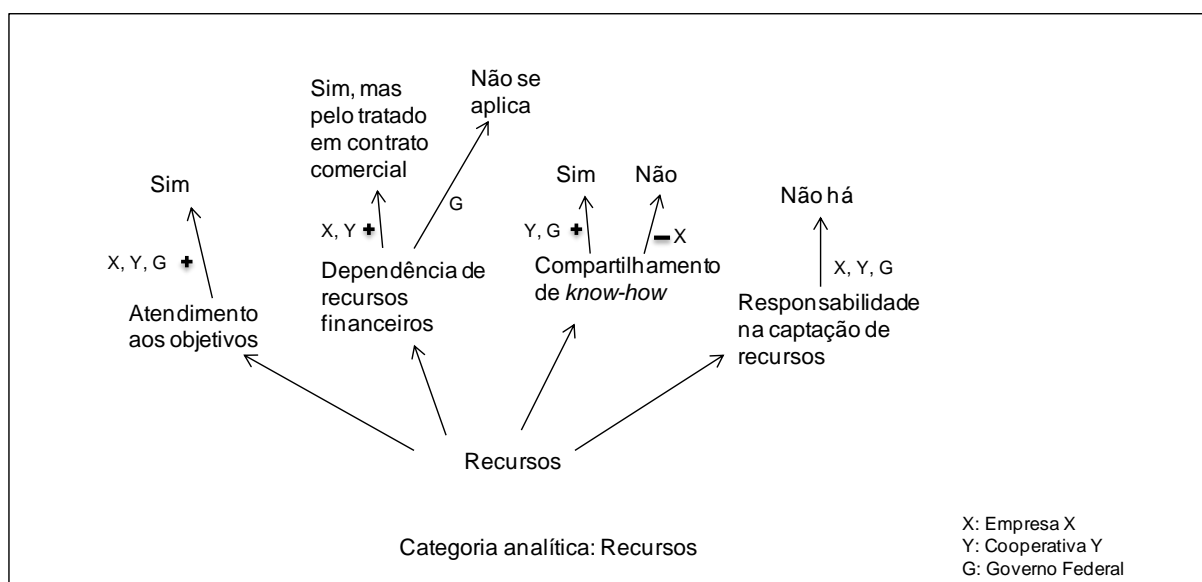 Não se
aplica
Sim, mas
pelo tratado
em contrato
comercial
Sim
Sim
Não
Não há
G
X, Y +
Y, G +
– X
X, Y, G +
X, Y, G
Atendimento
aos objetivos
Dependência de
recursos
financeiros
Compartilhamento
de know-how
Responsabilidade
na captação de
recursos
Recursos
Categoria analítica: Recursos
X: Empresa X
Y: Cooperativa Y
G: Governo Federal